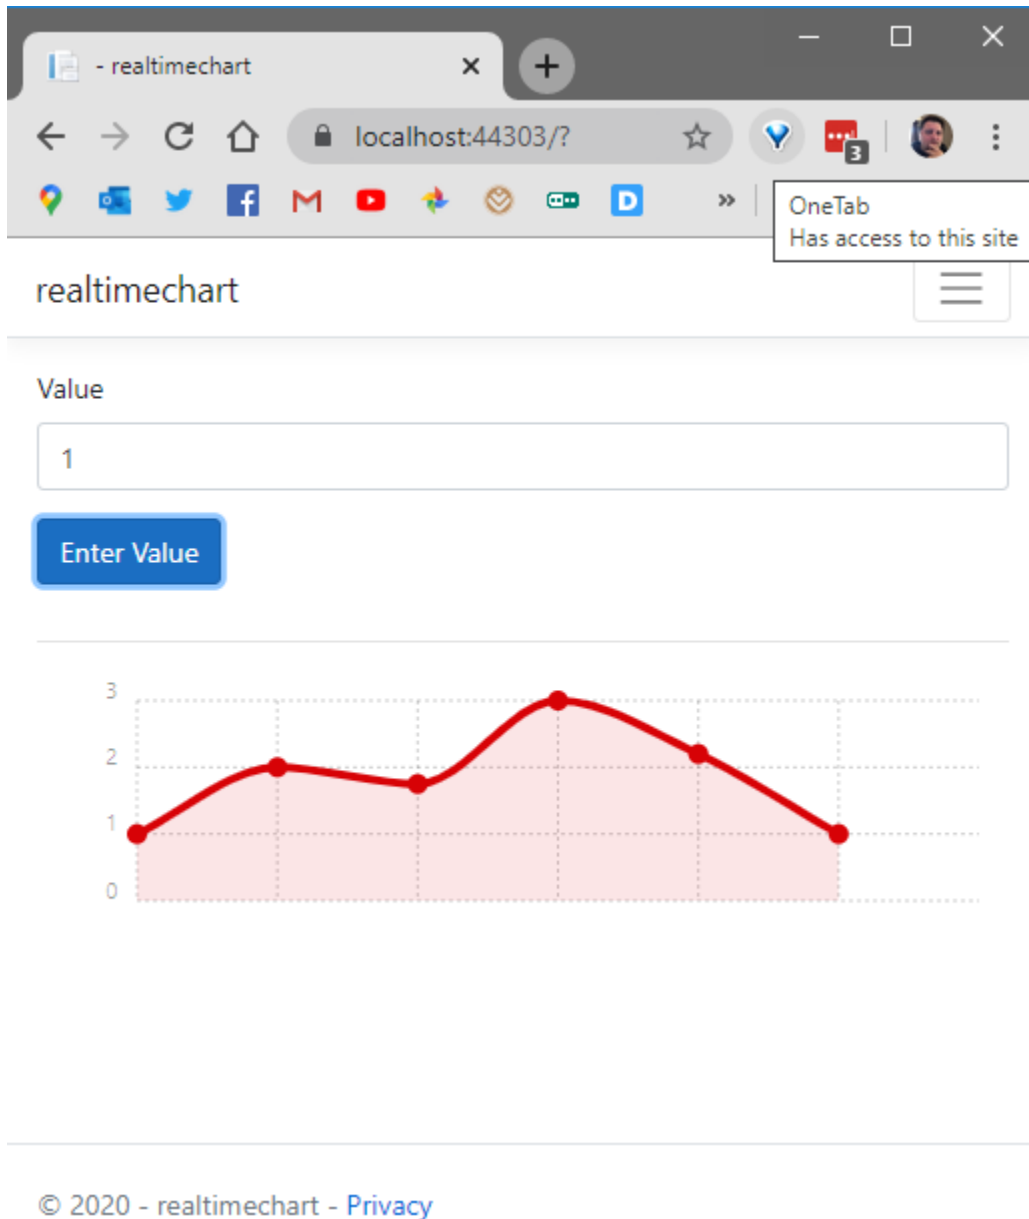 - realtimechart
localhost:44303/?
3
OneTab
Has access to this site
realtimechart
Value
1
Enter Value
3
2
1
0
© 2020 - realtimechart - Privacy